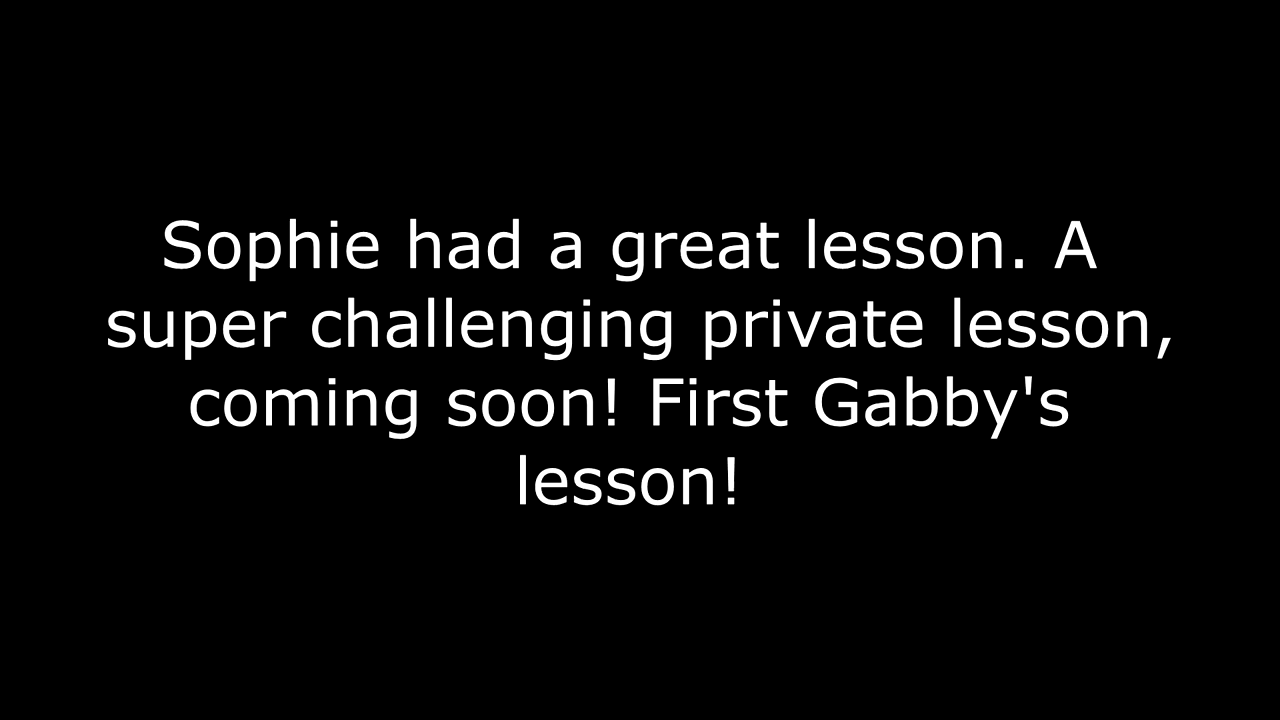 Sophie had a great lesson. A
super challenging private lesson,
coming soon! First Gabby's
lesson!